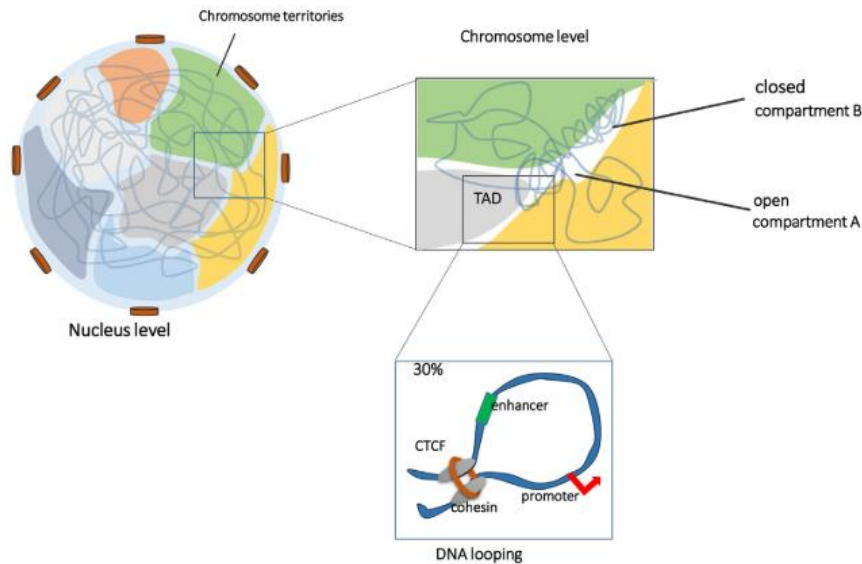 Chromosome territories
Nucleus level
Chromosome level
closed
compartment B
open
compartment A
TAD
30%
enhancer
CTCF
cohesin
promoter
DNA looping